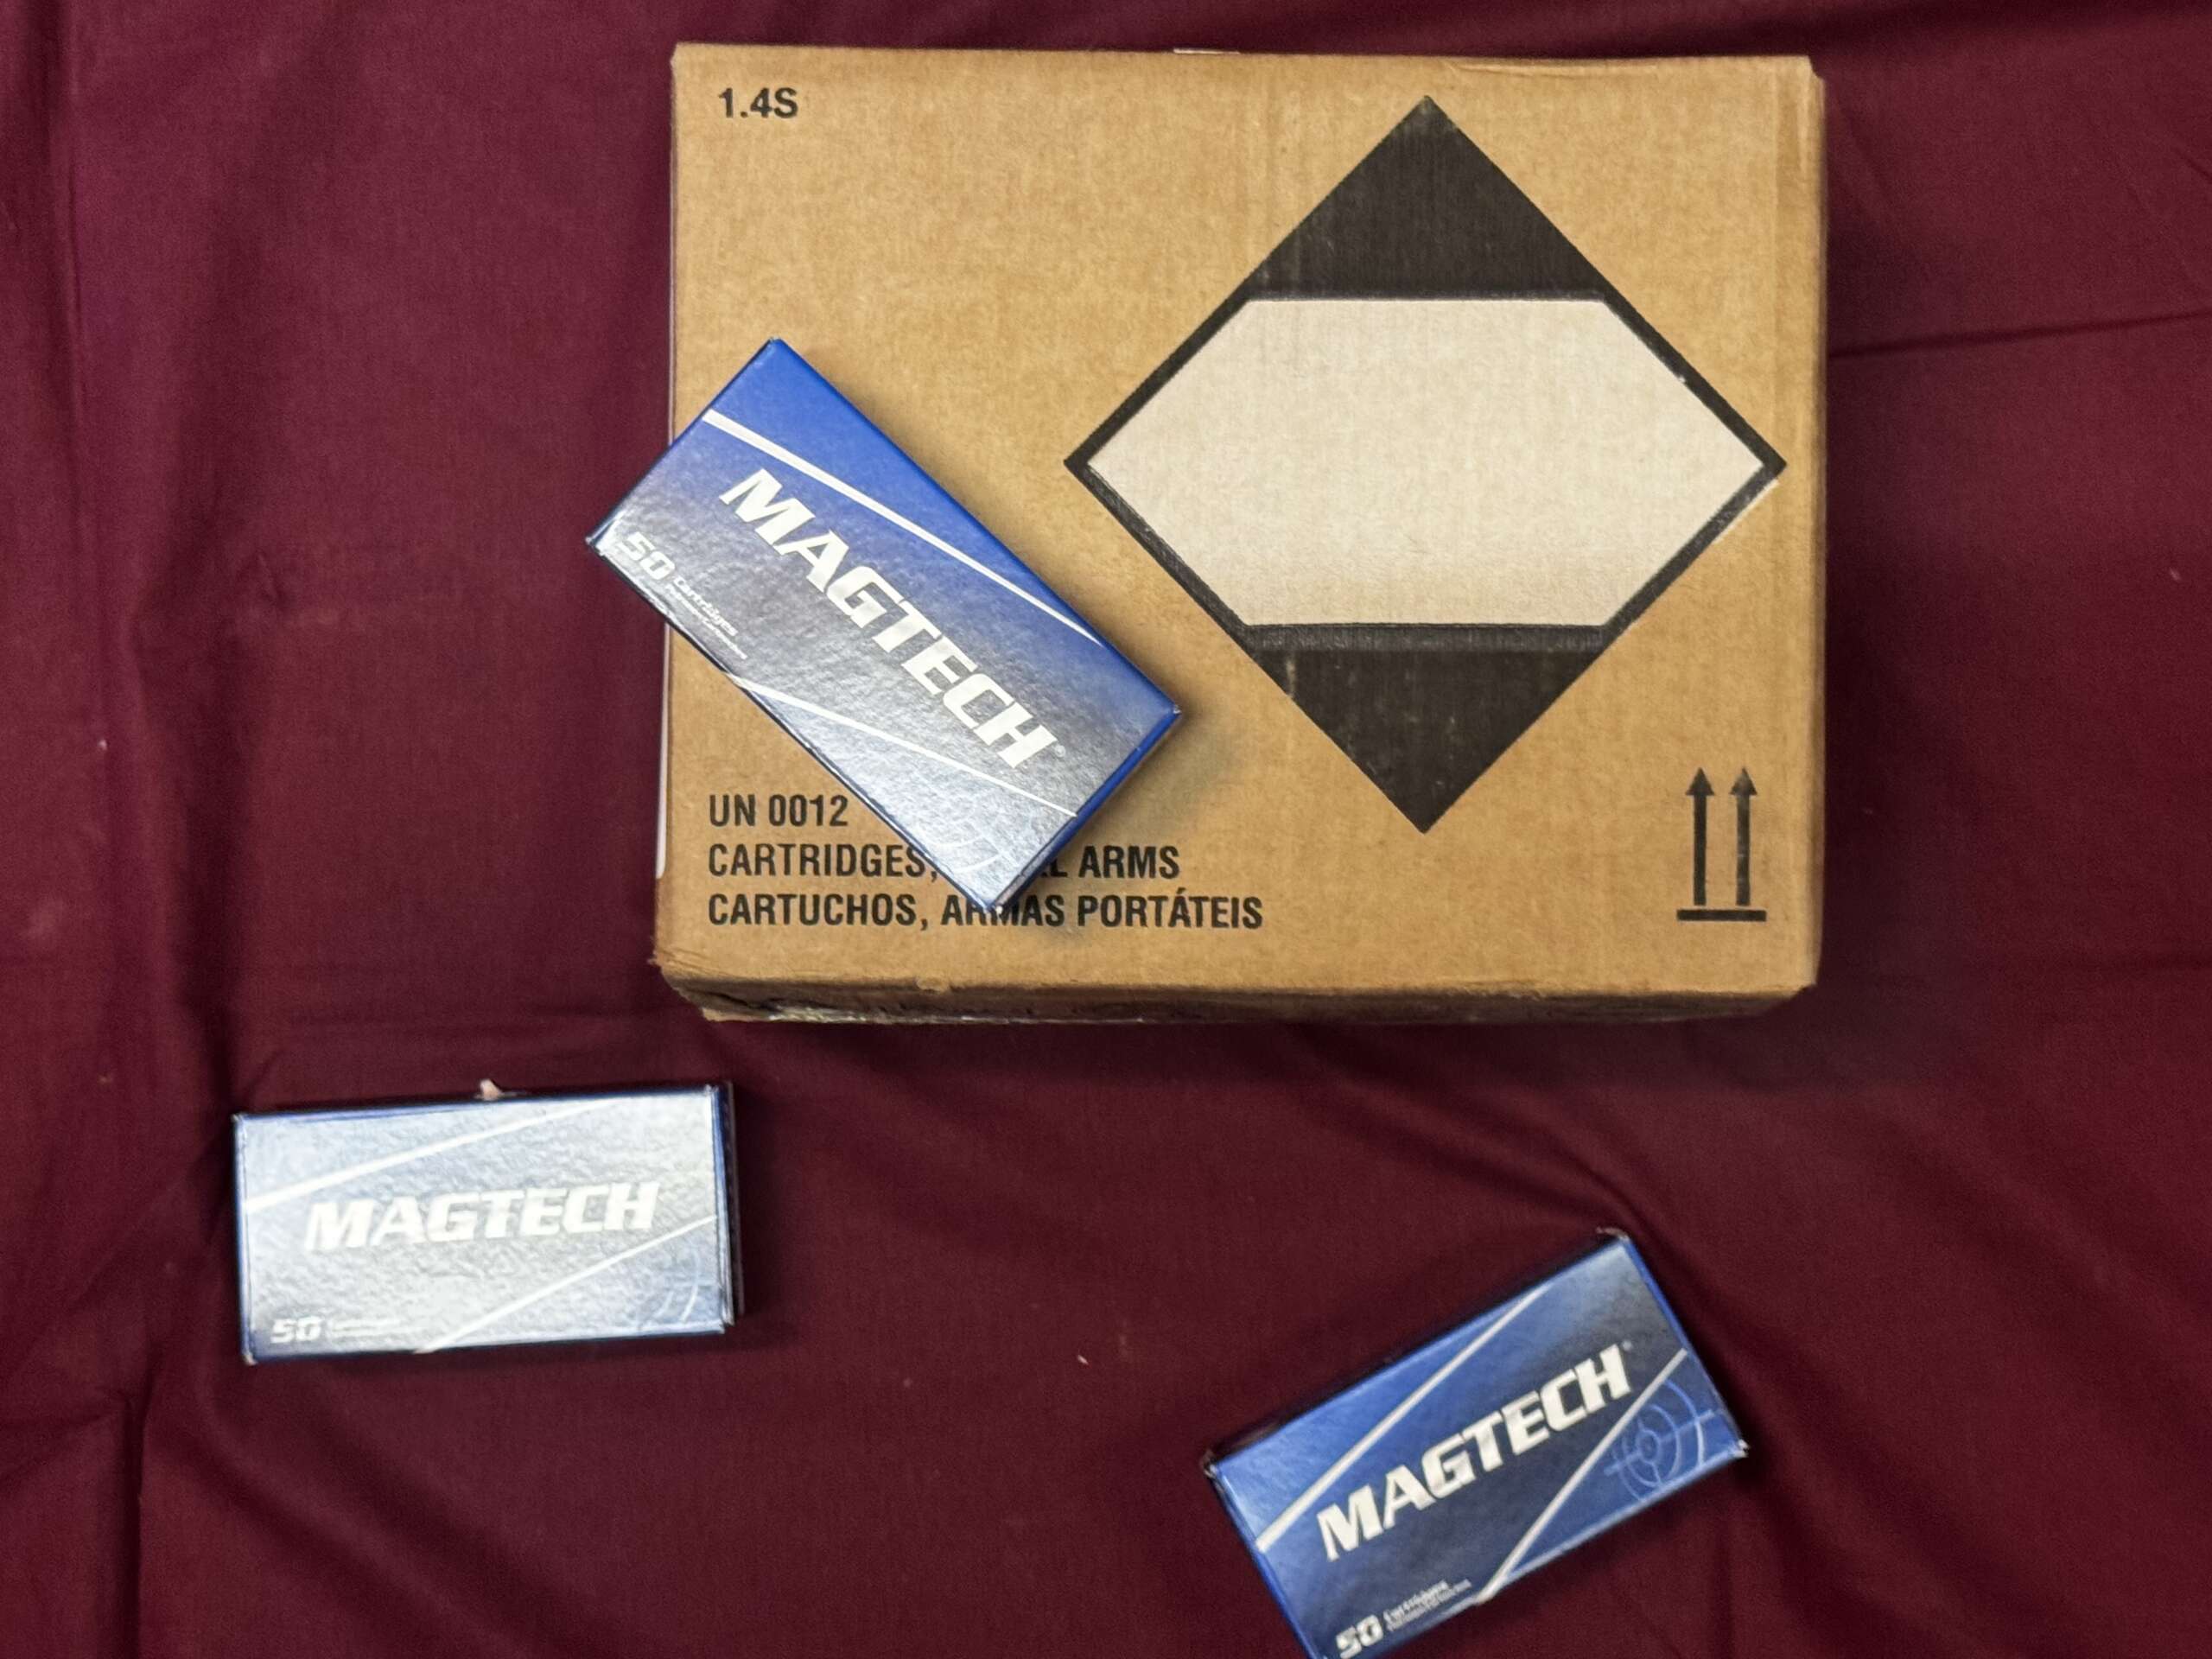 1.4S
MAGTECH®
50 Cartridges
UN 0012
CARTRIDGES, ARMS
CARTUCHOS, ARMAS PORTÁTEIS
MAGTECH
50
MAGTECH
50 Cartridges